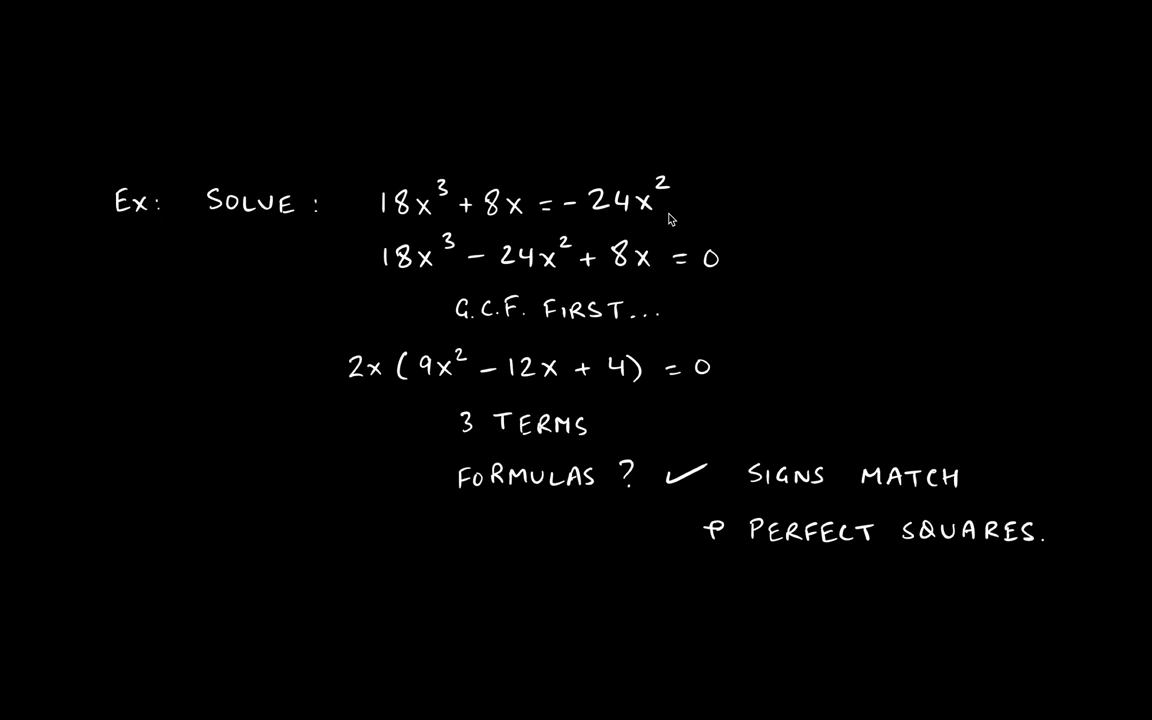 Ex: SOLVE: 18x³ + 8x = - 24x²
18x³ - 24x² + 8x = 0
G.C.F. FIRST...
2x (9x² - 12x + 4) = 0
3 TERMS
FORMULAS ? ✓ SIGNS MATCH
+ PERFECT SQUARES.